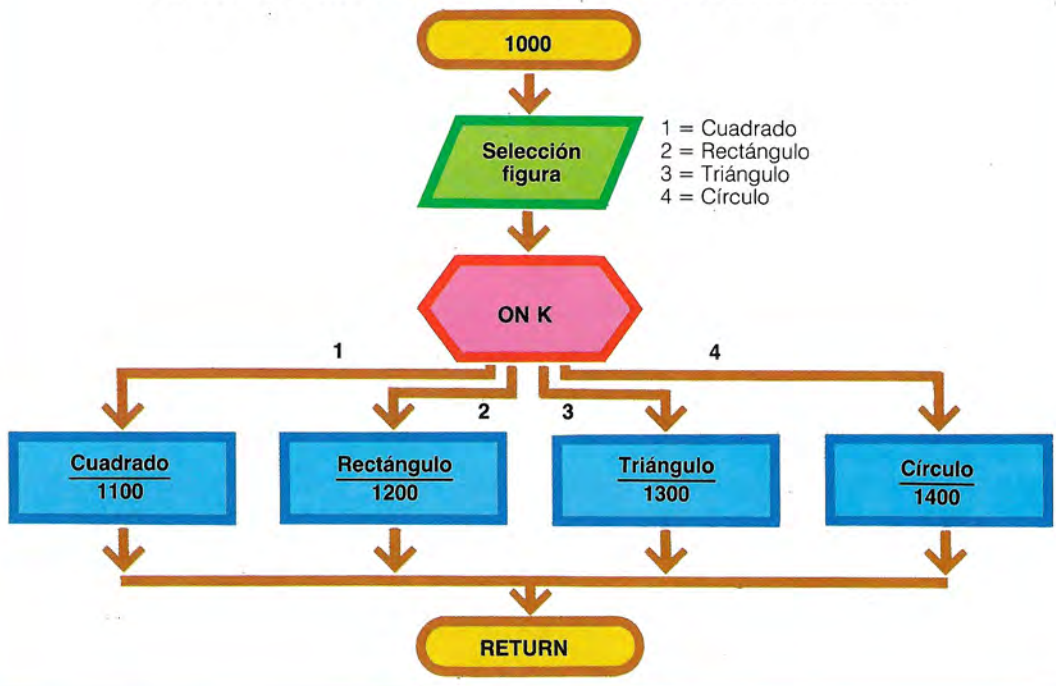 1000
Selección
figura
1 = Cuadrado
2 = Rectángulo
3 = Triángulo
4 = Círculo
ON K
1
4
2
3
Cuadrado
1100
Rectángulo
1200
Triángulo
1300
Círculo
1400
RETURN